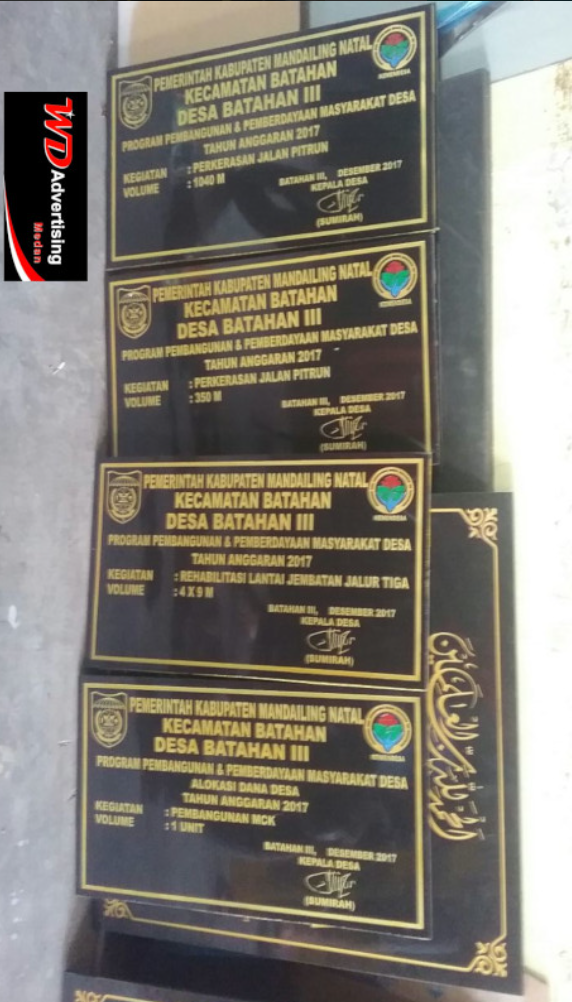 WD Advertising
Medan
PEMERINTAH KABUPATEN MANDAILING NATAL
KECAMATAN BATAHAN
DESA BATAHAN III
PROGRAM PEMBANGUNAN & PEMBERDAYAAN MASYARAKAT DESA
TAHUN ANGGARAN 2017
KEGIATAN : PERKERASAN JALAN PITRUN
VOLUME : 1040 M
BATAHAN III, DESEMBER 2017
KEPALA DESA
(SUMIRAH)
PEMERINTAH KABUPATEN MANDAILING NATAL
KECAMATAN BATAHAN
DESA BATAHAN III
PROGRAM PEMBANGUNAN & PEMBERDAYAAN MASYARAKAT DESA
TAHUN ANGGARAN 2017
KEGIATAN : PERKERASAN JALAN PITRUN
VOLUME : 350 M
BATAHAN III, DESEMBER 2017
KEPALA DESA
(SUMIRAH)
PEMERINTAH KABUPATEN MANDAILING NATAL
KECAMATAN BATAHAN
DESA BATAHAN III
PROGRAM PEMBANGUNAN & PEMBERDAYAAN MASYARAKAT DESA
TAHUN ANGGARAN 2017
KEGIATAN : REHABILITASI LANTAI JEMBATAN JALUR TIGA
VOLUME : 4 X 9 M
BATAHAN III, DESEMBER 2017
KEPALA DESA
(SUMIRAH)
PEMERINTAH KABUPATEN MANDAILING NATAL
KECAMATAN BATAHAN
DESA BATAHAN III
PROGRAM PEMBANGUNAN & PEMBERDAYAAN MASYARAKAT DESA
ALOKASI DANA DESA
TAHUN ANGGARAN 2017
KEGIATAN : PEMBANGUNAN MCK
VOLUME : 1 UNIT
BATAHAN III, DESEMBER 2017
KEPALA DESA
(SUMIRAH)